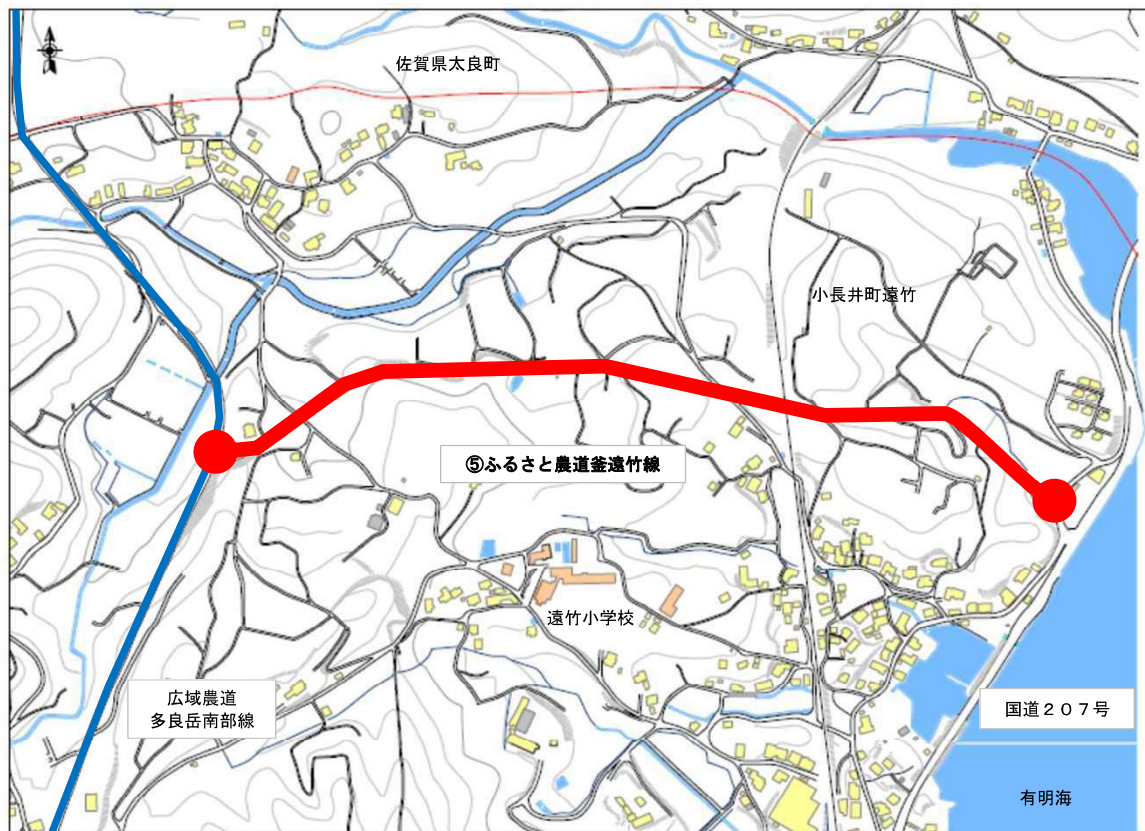 佐賀県太良町
小長井町遠竹
⑤ふるさと農道釜遠竹線
遠竹小学校
広域農道
多良岳南部線
国道２０７号
有明海